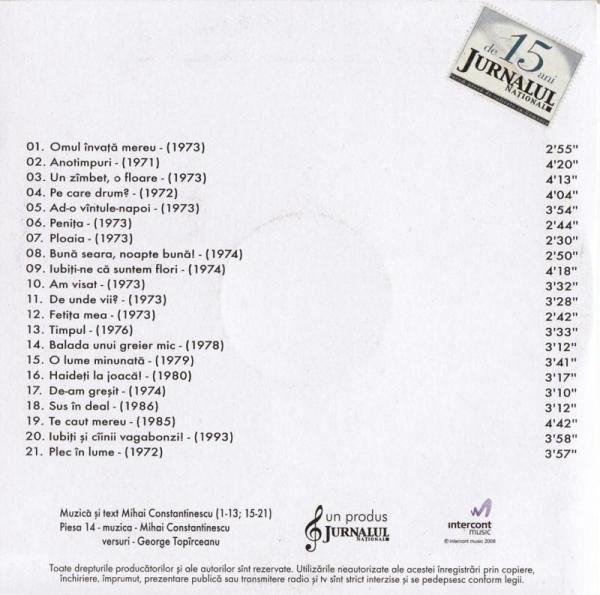 15
de ani
JURNALUL
NAȚIONAL
01. Omul învață mereu - (1973) 2'55"
02. Anotimpuri - (1971) 4'20"
03. Un zîmbet, o floare - (1973) 4'13"
04. Pe care drum? - (1972) 4'04"
05. Ad-o vîntule-napoi - (1973) 3'54"
06. Penița - (1973) 2'44"
07. Ploaia - (1973) 2'30"
08. Bună seara, noapte bună! - (1974) 2'50"
09. Iubiți-ne că suntem flori - (1974) 4'18"
10. Am visat - (1973) 3'32"
11. De unde vii? - (1973) 3'28"
12. Fetița mea - (1973) 2'42"
13. Timpul - (1976) 3'33"
14. Balada unui greier mic - (1978) 3'12"
15. O lume minunată - (1979) 3'41"
16. Haideți la joacă! - (1980) 3'17"
17. De-am greșit - (1974) 3'10"
18. Sus în deal - (1986) 3'12"
19. Te caut mereu - (1985) 4'42"
20. Iubiți și cîinii vagabonzi! - (1993) 3'58"
21. Plec în lume - (1972) 3'57"
Muzică și text Mihai Constantinescu (1-13; 15-21)
Piesa 14 - muzica - Mihai Constantinescu
versuri - George Topîrceanu
un produs
JURNALUL
NAȚIONAL
intercont
music
© intercont music 2008
Toate drepturile producătorilor și ale autorilor sînt rezervate. Utilizările neautorizate ale acestei înregistrări prin copiere,
închiriere, împrumut, prezentare publică sau transmitere radio și tv sînt strict interzise și se pedepsesc conform legii.